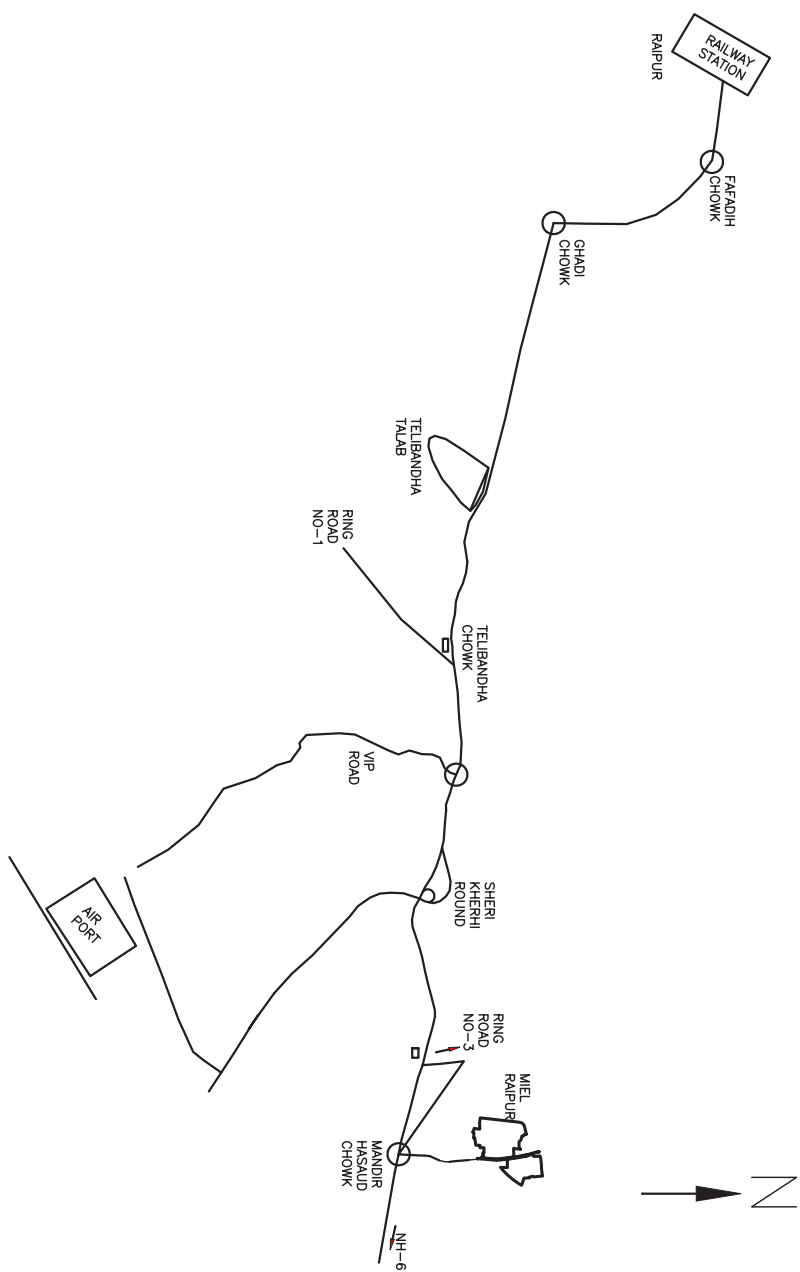 RAILWAY
STATION
RAIPUR
FAFADIH
CHOWK
GHADI
CHOWK
TELIBANDHA
TALAB
RING
ROAD
NO-1
TELIBANDHA
CHOWK
VIP
ROAD
SHERI
KHERHI
ROUND
AIR
PORT
RING
ROAD
NO-3
MIEL
RAIPUR
MANDIR
HASAUD
CHOWK
NH-6
N